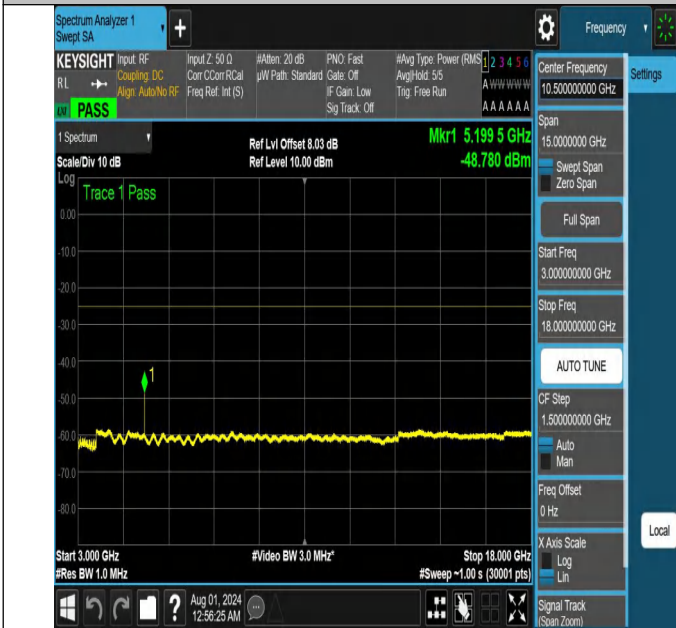 Spectrum Analyzer 1
Swept SA
+
Frequency
KEYSIGHT
RL
PASS
Input: RF
Coupling: DC
Align: Auto/No RF
Input Z: 50 Ω
Corr CCorr RCal
Freq Ref: Int (S)
#Atten: 20 dB
µW Path: Standard
PNO: Fast
Gate: Off
IF Gain: Low
Sig Track: Off
#Avg Type: Power (RMS
Avg|Hold: 5/5
Trig: Free Run
1 2 3 4 5 6
A W W W W W
A A A A A A
Center Frequency
10.500000000 GHz
Settings
1 Spectrum
Scale/Div 10 dB
Log
Ref Lvl Offset 8.03 dB
Ref Level 10.00 dBm
Mkr1 5.199 5 GHz
-48.780 dBm
Span
15.0000000 GHz
Swept Span
Zero Span
Full Span
Start Freq
3.000000000 GHz
Stop Freq
18.000000000 GHz
AUTO TUNE
CF Step
1.500000000 GHz
Auto
Man
Freq Offset
0 Hz
X Axis Scale
Log
Lin
Signal Track
(Span Zoom)
Local
Trace 1 Pass
0.00
-10.0
-20.0
-30.0
-40.0
1
-50.0
-60.0
-70.0
-80.0
Start 3.000 GHz
#Res BW 1.0 MHz
#Video BW 3.0 MHz*
Stop 18.000 GHz
#Sweep ~1.00 s (30001 pts)
?
Aug 01, 2024
12:56:25 AM